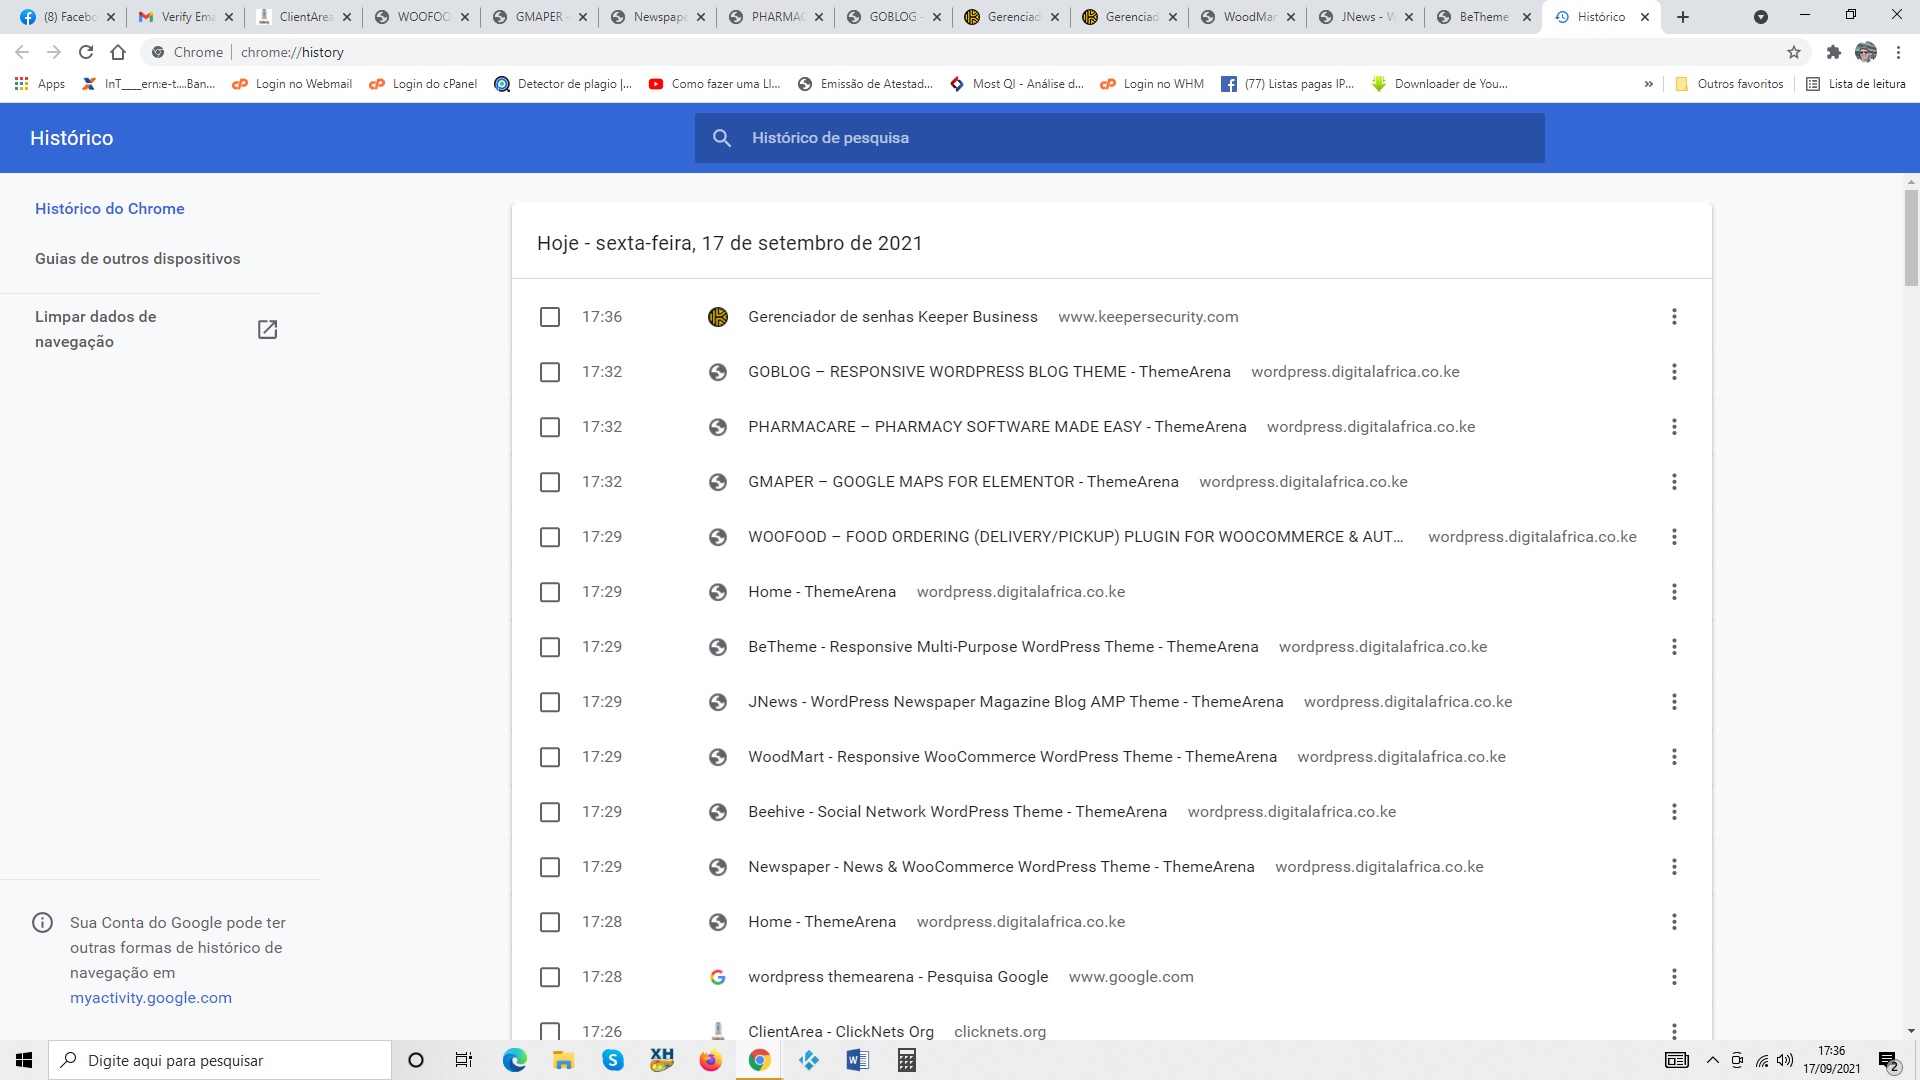 (8) Facebo
Verify Ema
ClientArea
WOOFOO
GMAPER -
Newspape
PHARMAC
GOBLOG -
Gerenciad
Gerenciad
WoodMar
JNews - W
BeTheme
Histórico
Chrome
chrome://history
Apps
InT____ern:e-t....Ban...
Login no Webmail
Login do cPanel
Detector de plagio |...
Como fazer uma LI...
Emissão de Atestad...
Most QI - Análise d...
Login no WHM
(77) Listas pagas IP...
Downloader de You...
»
Outros favoritos
Lista de leitura
Histórico
Histórico de pesquisa
Histórico do Chrome
Guias de outros dispositivos
Limpar dados de
navegação
Hoje - sexta-feira, 17 de setembro de 2021
17:36 Gerenciador de senhas Keeper Business www.keepersecurity.com
17:32 GOBLOG – RESPONSIVE WORDPRESS BLOG THEME - ThemeArena wordpress.digitalafrica.co.ke
17:32 PHARMACARE – PHARMACY SOFTWARE MADE EASY - ThemeArena wordpress.digitalafrica.co.ke
17:32 GMAPER – GOOGLE MAPS FOR ELEMENTOR - ThemeArena wordpress.digitalafrica.co.ke
17:29 WOOFOOD – FOOD ORDERING (DELIVERY/PICKUP) PLUGIN FOR WOOCOMMERCE & AUT... wordpress.digitalafrica.co.ke
17:29 Home - ThemeArena wordpress.digitalafrica.co.ke
17:29 BeTheme - Responsive Multi-Purpose WordPress Theme - ThemeArena wordpress.digitalafrica.co.ke
17:29 JNews - WordPress Newspaper Magazine Blog AMP Theme - ThemeArena wordpress.digitalafrica.co.ke
17:29 WoodMart - Responsive WooCommerce WordPress Theme - ThemeArena wordpress.digitalafrica.co.ke
17:29 Beehive - Social Network WordPress Theme - ThemeArena wordpress.digitalafrica.co.ke
17:29 Newspaper - News & WooCommerce WordPress Theme - ThemeArena wordpress.digitalafrica.co.ke
17:28 Home - ThemeArena wordpress.digitalafrica.co.ke
17:28 wordpress themearena - Pesquisa Google www.google.com
17:26 ClientArea - ClickNets Org clicknets.org
Sua Conta do Google pode ter
outras formas de histórico de
navegação em
myactivity.google.com
Digite aqui para pesquisar
XH
17:36
17/09/2021
2